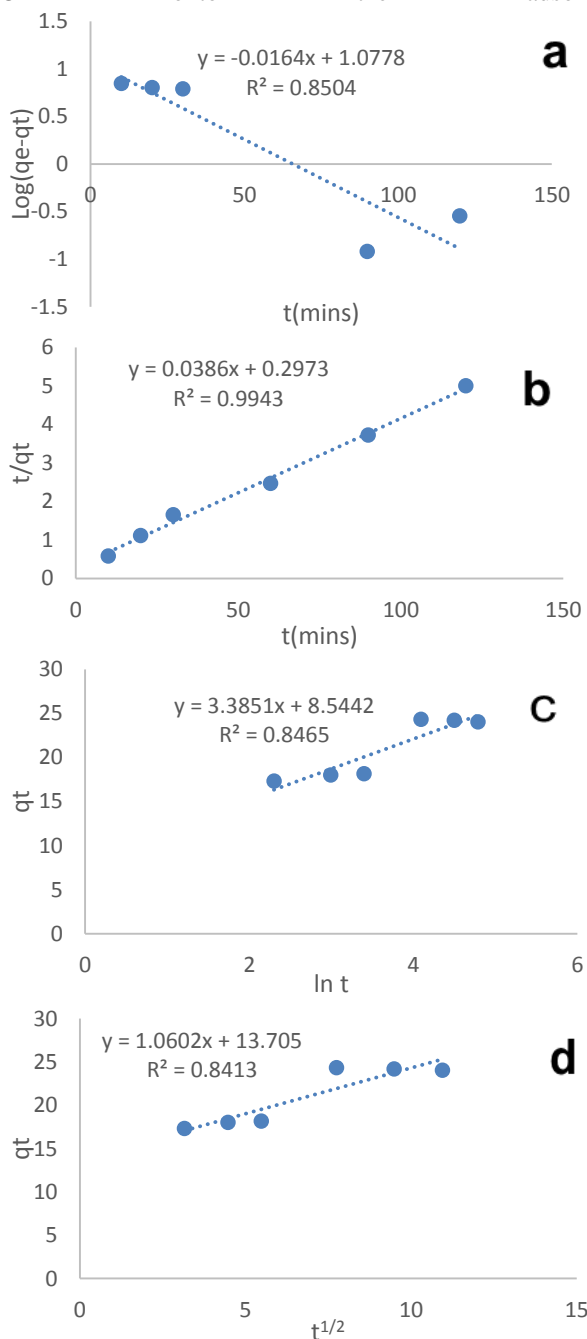 a
y = -0.0164x + 1.0778
R² = 0.8504
Log(qe-qt)
1.5
1
0.5
0
-0.5
-1
-1.5
0
50
100
150
t(mins)
b
y = 0.0386x + 0.2973
R² = 0.9943
t/qt
6
5
4
3
2
1
0
0
50
100
150
t(mins)
c
y = 3.3851x + 8.5442
R² = 0.8465
qt
30
25
20
15
10
5
0
0
2
4
6
ln t
d
y = 1.0602x + 13.705
R² = 0.8413
qt
30
25
20
15
10
5
0
0
5
10
15
t1/2